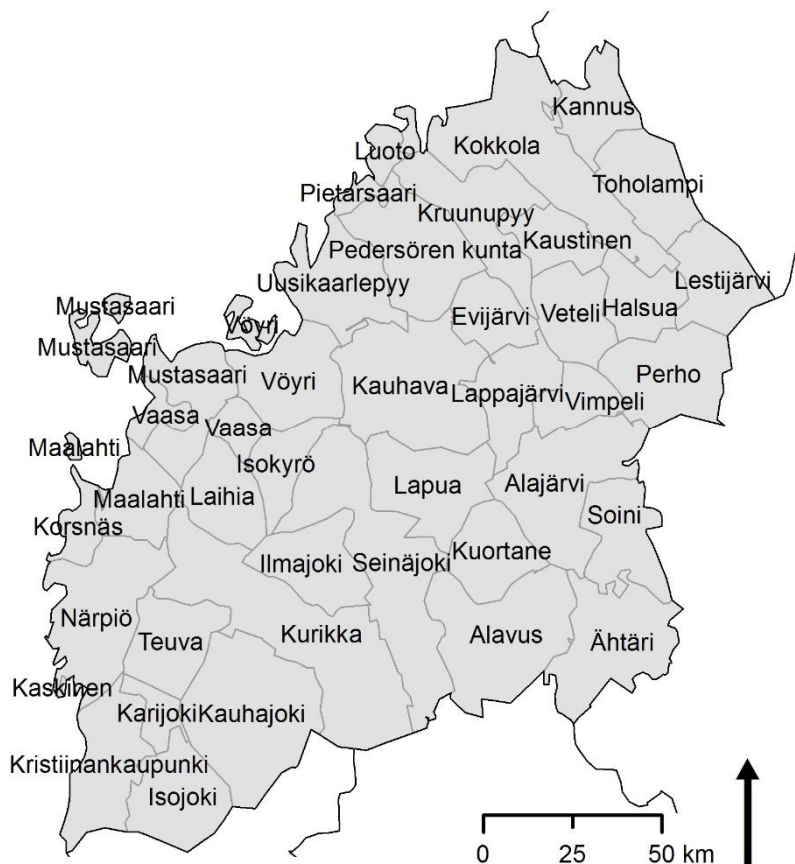 Kannus
Kokkola
Luoto
Toholampi
Pietarsaari
Kruunupyy
Kaustinen
Pedersören kunta
Lestijärvi
Uusikaarlepyy
Mustasaari
Halsua
Veteli
Evijärvi
Vöyri
Mustasaari
Perho
Mustasaari
Vöyri
Kauhava
Lappajärvi
Vimpeli
Vaasa
Vaasa
Maalahti
Isokyrö
Lapua
Alajärvi
Maalahti
Laihia
Soini
Korsnäs
Kuortane
Ilmajoki
Seinäjoki
Närpiö
Kurikka
Alavus
Teuva
Ähtäri
Kaskinen
Karijoki
Kauhajoki
Kristiinankaupunki
Isojoki
0 25 50 km